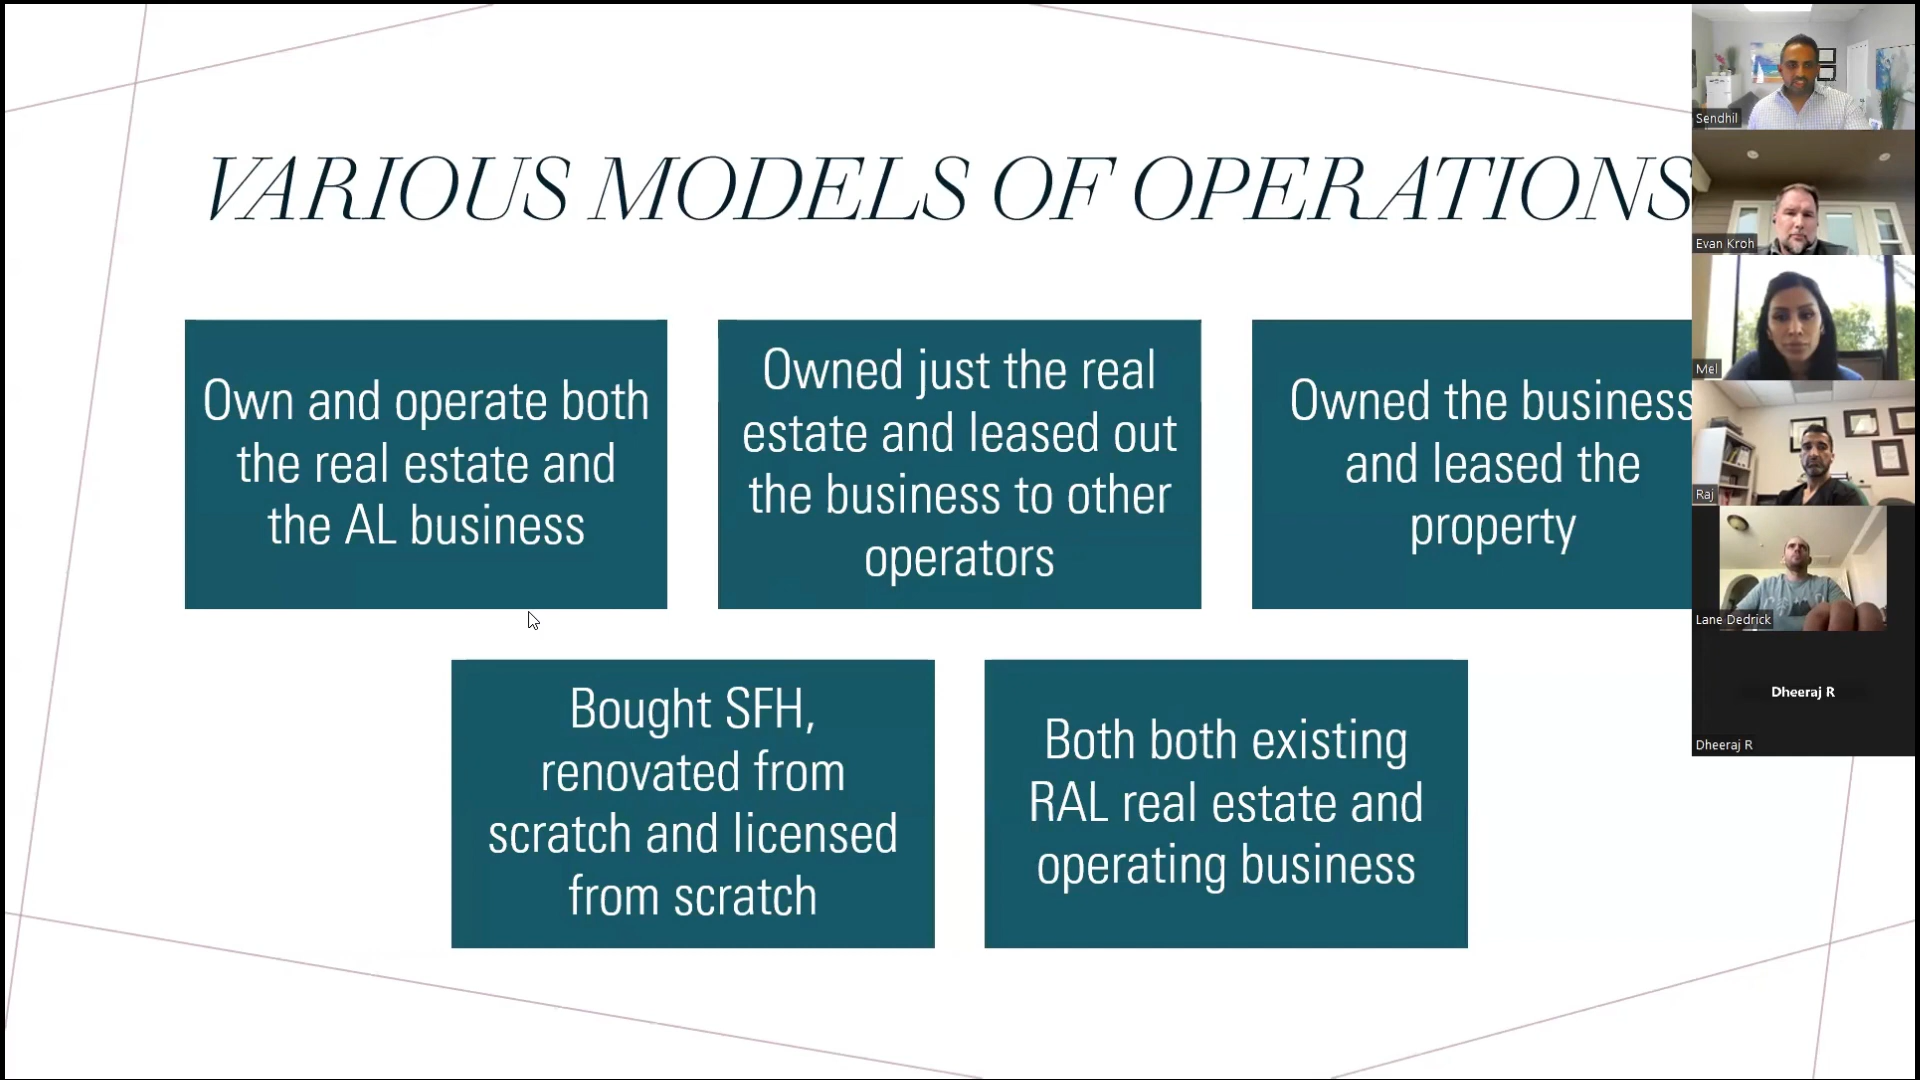 VARIOUS MODELS OF OPERATIONS
Own and operate both
the real estate and
the AL business
Owned just the real
estate and leased out
the business to other
operators
Owned the business
and leased the
property
Bought SFH,
renovated from
scratch and licensed
from scratch
Both both existing
RAL real estate and
operating business
Sendhil
Evan Kroh
Mel
Raj
Lane Dedrick
Dheeraj R
Dheeraj R